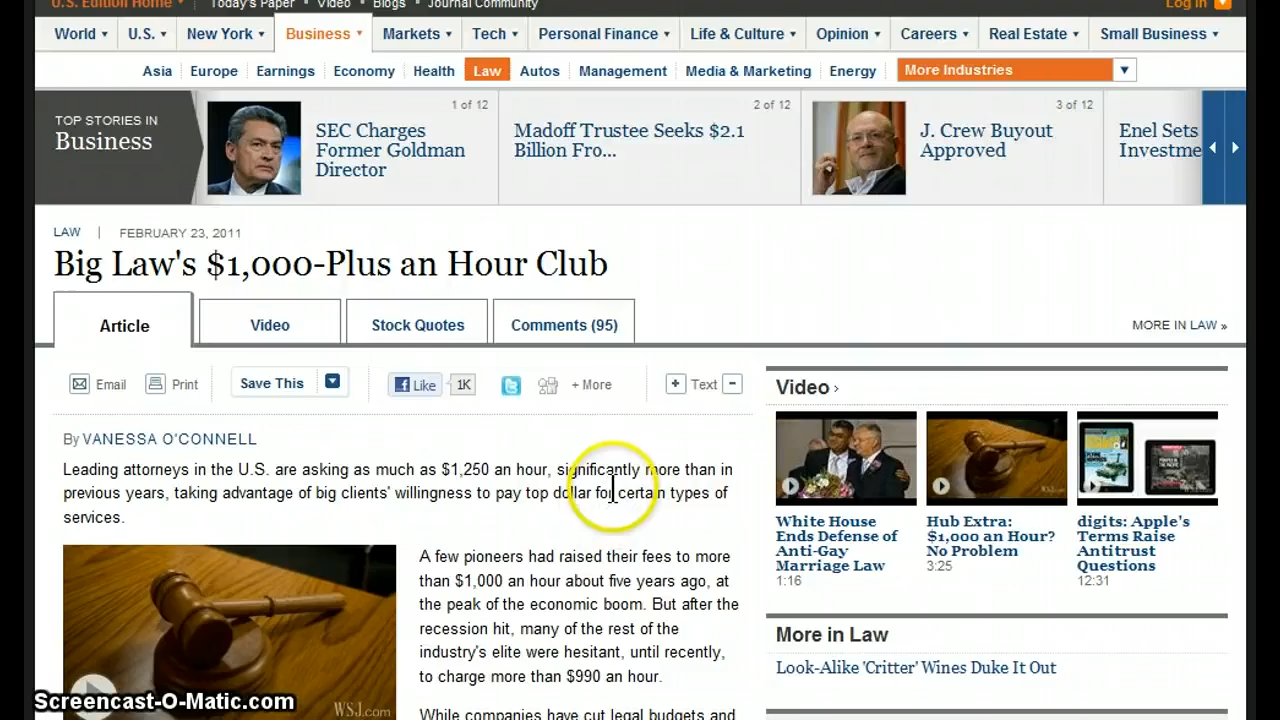 U.S. Edition Home Today's Paper • Video • Blogs • Journal Community Log In
World U.S. New York Business Markets Tech Personal Finance Life & Culture Opinion Careers Real Estate Small Business
Asia Europe Earnings Economy Health Law Autos Management Media & Marketing Energy More Industries
TOP STORIES IN
Business
1 of 12
SEC Charges
Former Goldman
Director
2 of 12
Madoff Trustee Seeks $2.1
Billion Fro...
3 of 12
J. Crew Buyout
Approved
Enel Sets
Investme
LAW | FEBRUARY 23, 2011
Big Law's $1,000-Plus an Hour Club
Article Video Stock Quotes Comments (95)
MORE IN LAW »
Email Print Save This Like 1K + More + Text -
By VANESSA O'CONNELL
Leading attorneys in the U.S. are asking as much as $1,250 an hour, significantly more than in
previous years, taking advantage of big clients' willingness to pay top dollar for certain types of
services.
A few pioneers had raised their fees to more
than $1,000 an hour about five years ago, at
the peak of the economic boom. But after the
recession hit, many of the rest of the
industry's elite were hesitant, until recently,
to charge more than $990 an hour.
While companies have cut legal budgets and
WSJ.com
Video ›
WSJ.com
White House
Ends Defense of
Anti-Gay
Marriage Law
1:16
Hub Extra:
$1,000 an Hour?
No Problem
3:25
digits: Apple's
Terms Raise
Antitrust
Questions
12:31
More in Law
Look-Alike 'Critter' Wines Duke It Out
Screencast-O-Matic.com